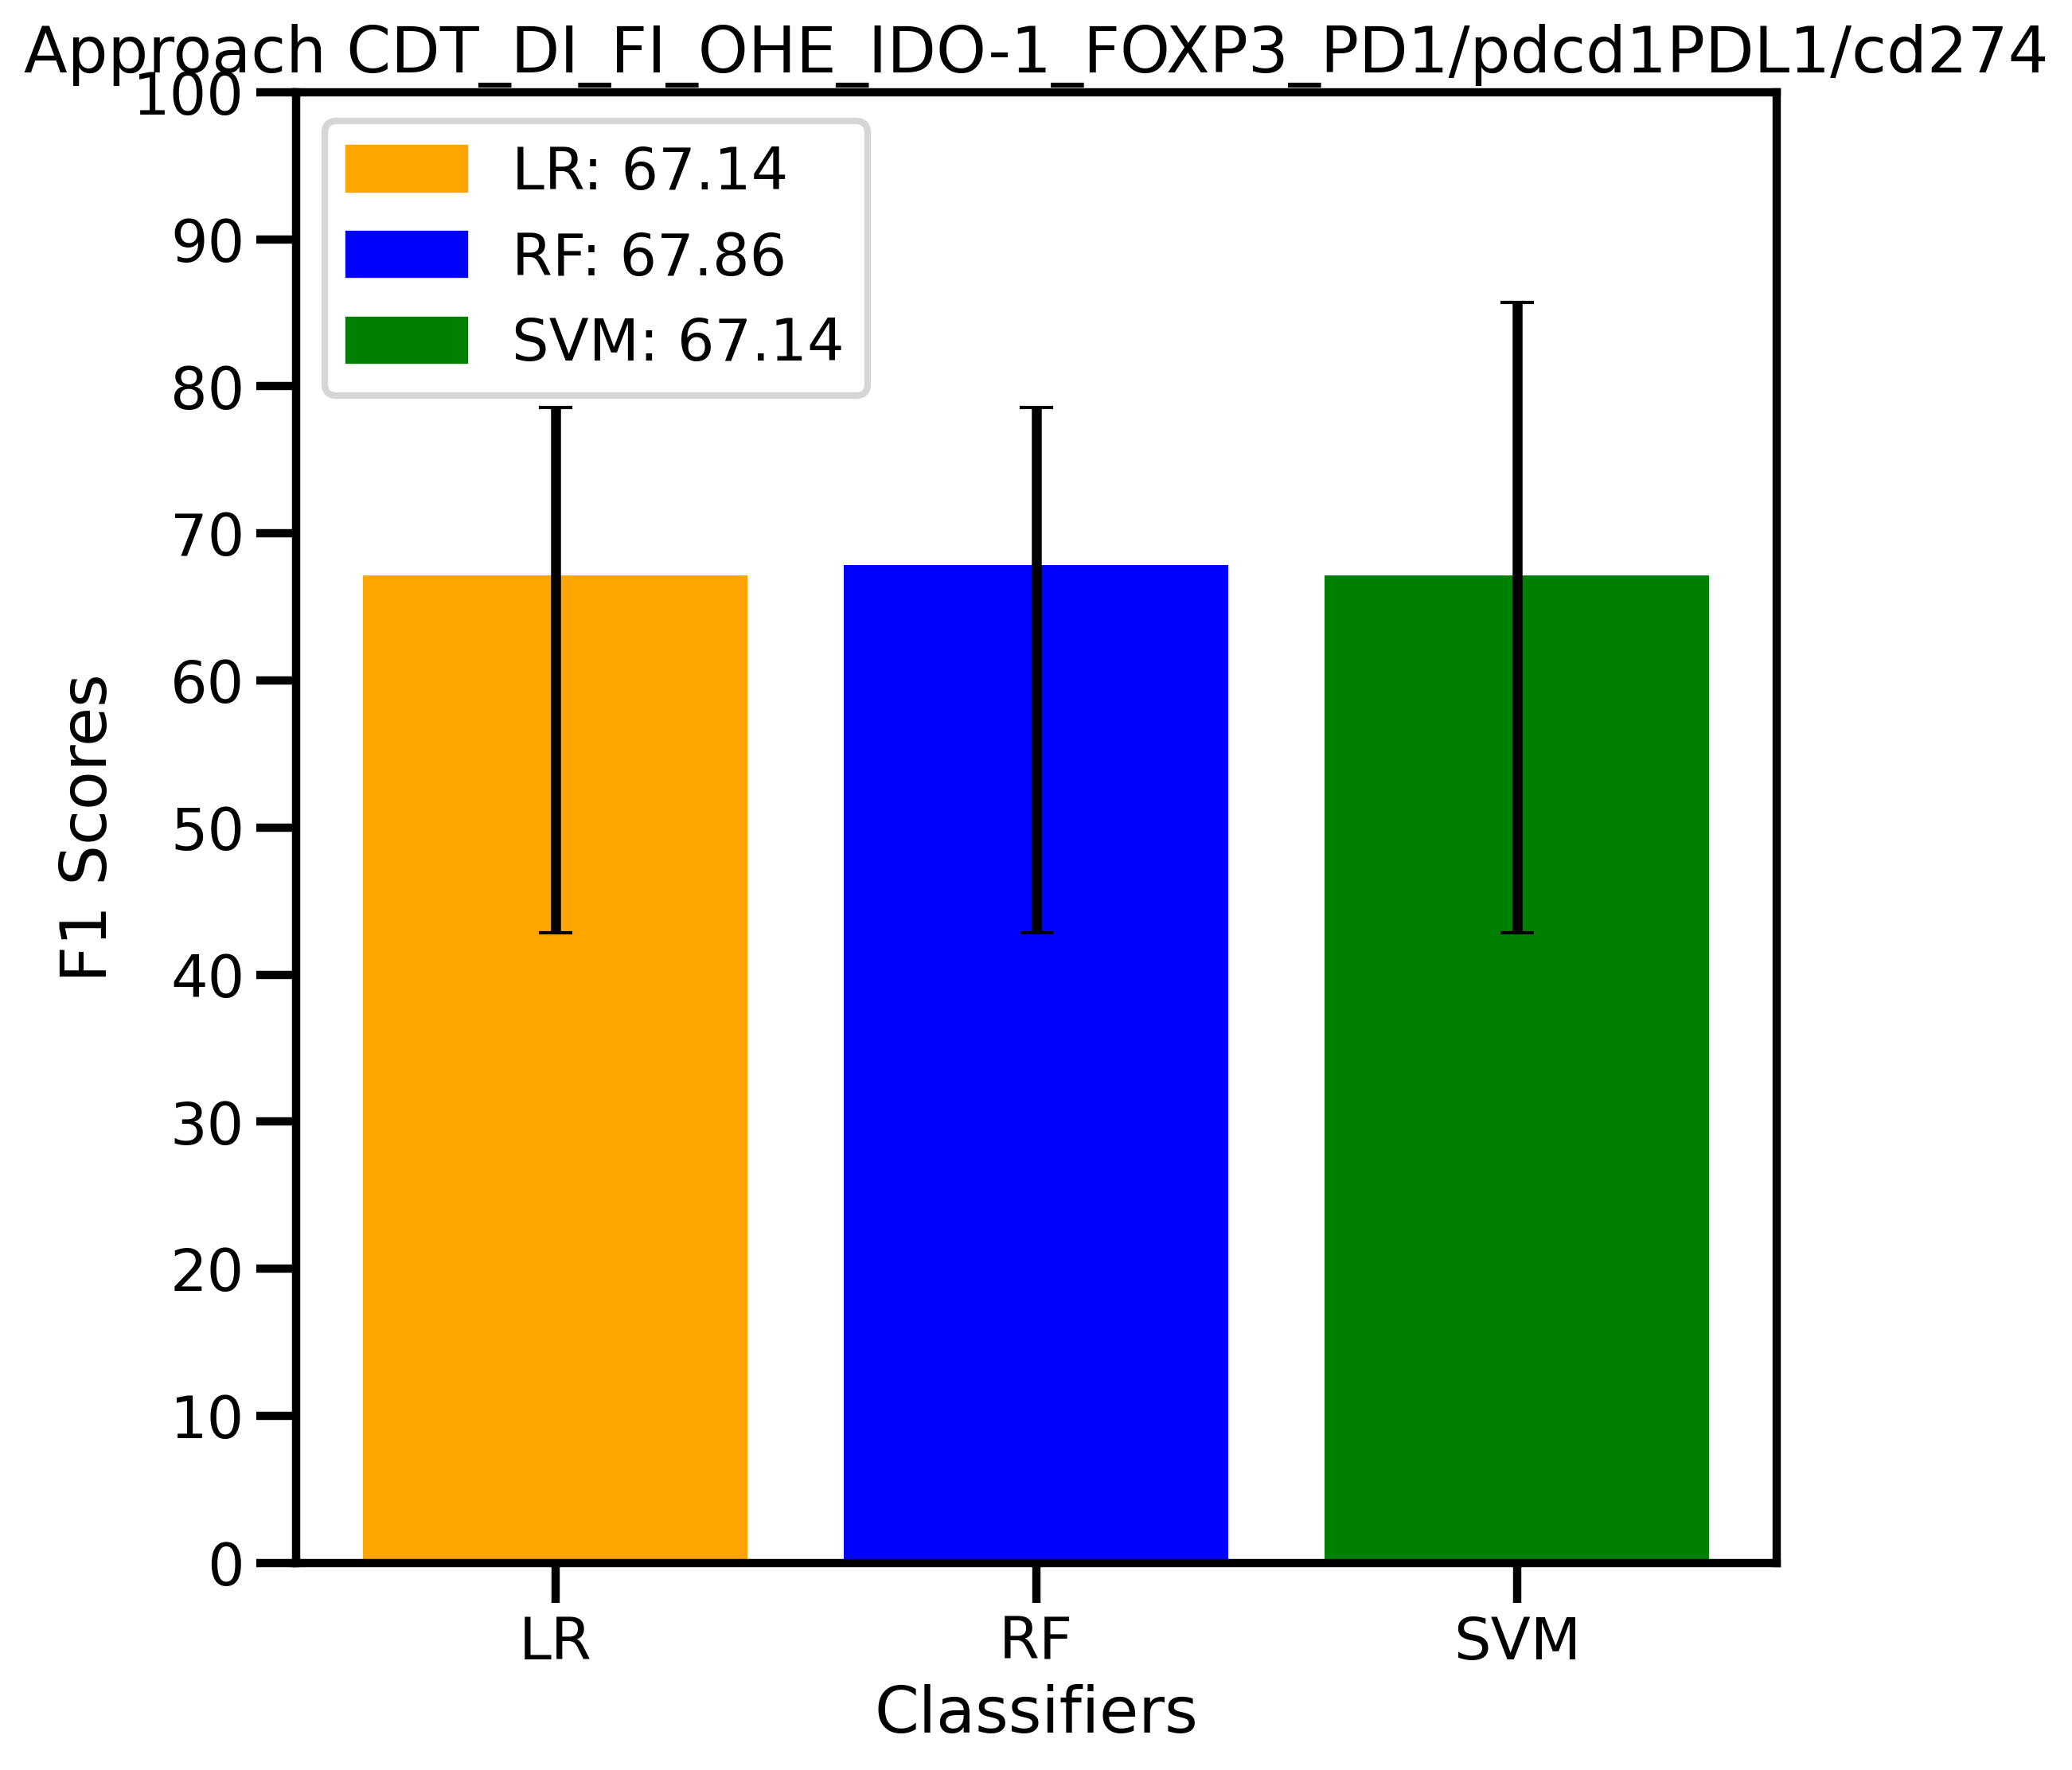 Approach CDT_DI_FI_OHE_IDO-1_FOXP3_PD1/pdcd1PDL1/cd274
100
90
80
70
60
50
40
30
20
10
0
F1 Scores
LR: 67.14
RF: 67.86
SVM: 67.14
LR
RF
SVM
Classifiers